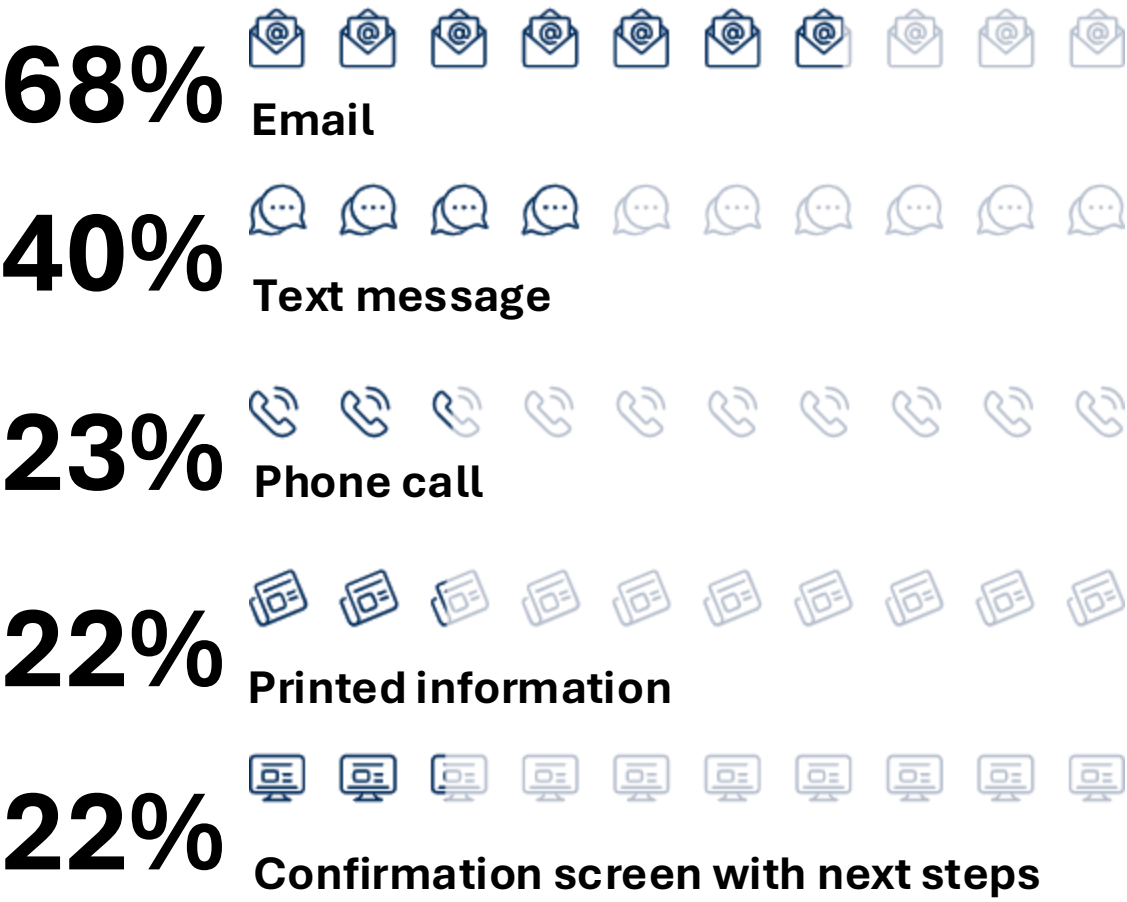 68%
Email
40%
Text message
23%
Phone call
22%
Printed information
22%
Confirmation screen with next steps